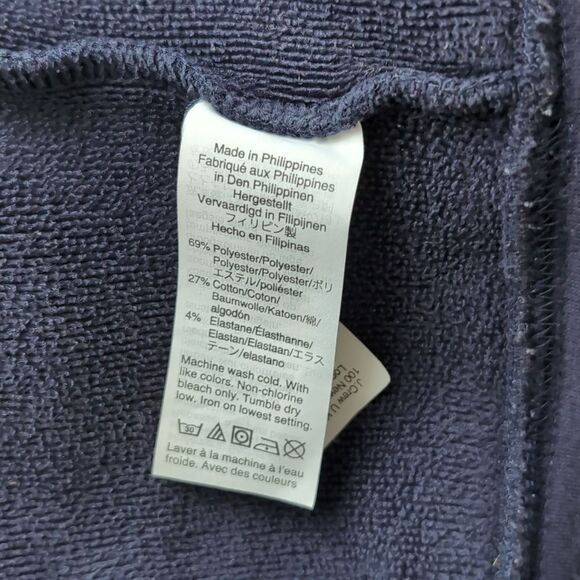 Made in Philippines
Fabriqué aux Philippines
in Den Philippinen
Hergestellt
Vervaardigd in Filipijnen
フィリピン製
Hecho en Filipinas
69% Polyester/Polyester/
Polyester/Polyester/ポリ
エステル/poliéster
27% Cotton/Coton/
Baumwolle/Katoen/綿/
algodón
4% Elastane/Élasthanne/
Elastan/Elastaan/エラス
テーン/elastano
Machine wash cold. With
like colors. Non-chlorine
bleach only. Tumble dry
low. Iron on lowest setting.
30
Laver à la machine à l'eau
froide. Avec des couleurs
J.Crew U
100 Ne